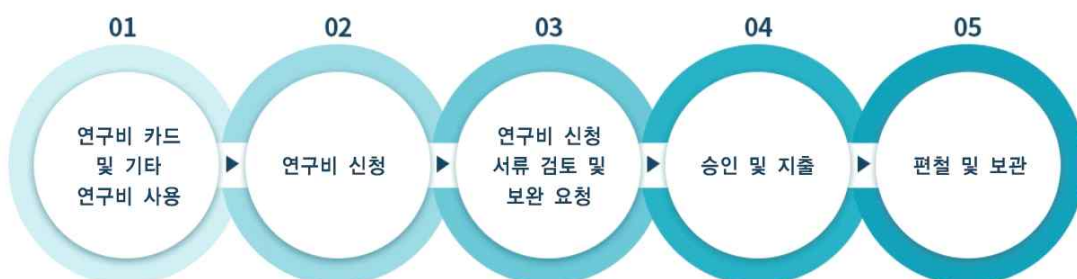 01
연구비 카드
및 기타
연구비 사용
02
연구비 신청
03
연구비 신청
서류 검토 및
보완 요청
04
승인 및 지출
05
편철 및 보관